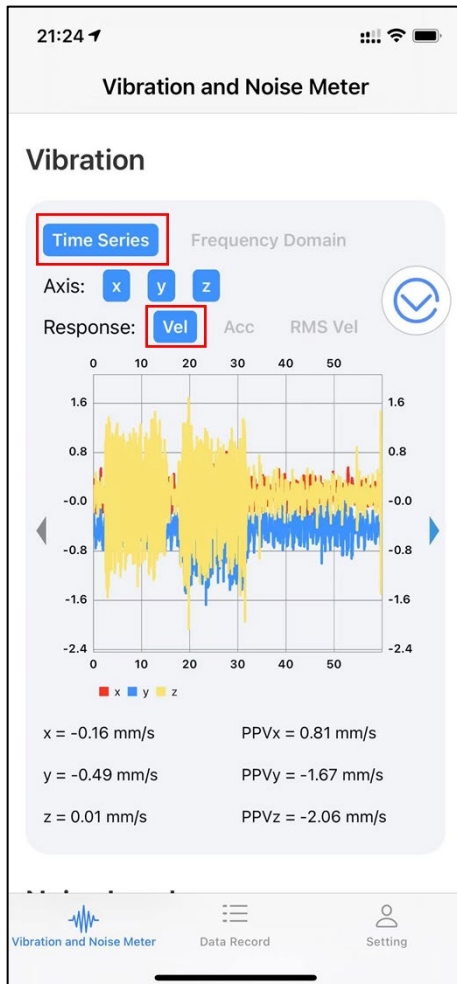 21:24
Vibration and Noise Meter
Vibration
Time Series Frequency Domain
Axis: x y z
Response: Vel Acc RMS Vel
0 10 20 30 40 50
1.6 1.6
0.8 0.8
-0.0 -0.0
-0.8 -0.8
-1.6 -1.6
-2.4 -2.4
0 10 20 30 40 50
x y z
x = -0.16 mm/s PPVx = 0.81 mm/s
y = -0.49 mm/s PPVy = -1.67 mm/s
z = 0.01 mm/s PPVz = -2.06 mm/s
Vibration and Noise Meter Data Record Setting